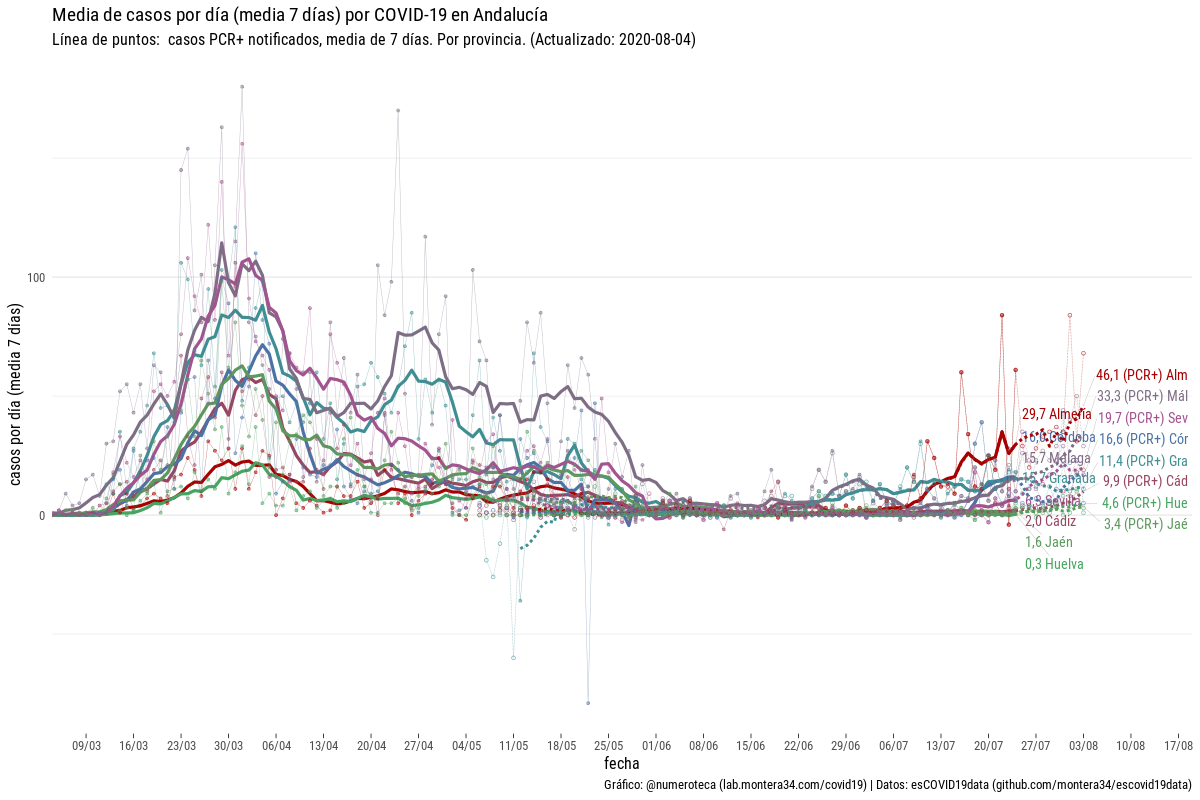 Media de casos por día (media 7 días) por COVID-19 en Andalucía
Línea de puntos:  casos PCR+ notificados, media de 7 días. Por provincia. (Actualizado: 2020-08-04)
casos por día (media 7 días)
100
0
46,1 (PCR+) Alm
33,3 (PCR+) Mál
19,7 (PCR+) Sev
16,6 (PCR+) Cór
11,4 (PCR+) Gra
9,9 (PCR+) Cád
4,6 (PCR+) Hue
3,4 (PCR+) Jaé
29,7 Almería
Córdoba
15,7 Málaga
Granada
Sevilla
2,0 Cádiz
1,6 Jaén
0,3 Huelva
09/03 16/03 23/03 30/03 06/04 13/04 20/04 27/04 04/05 11/05 18/05 25/05 01/06 08/06 15/06 22/06 29/06 06/07 13/07 20/07 27/07 03/08 10/08 17/08
fecha
Gráfico: @numeroteca (lab.montera34.com/covid19) | Datos: esCOVID19data (github.com/montera34/escovid19data)